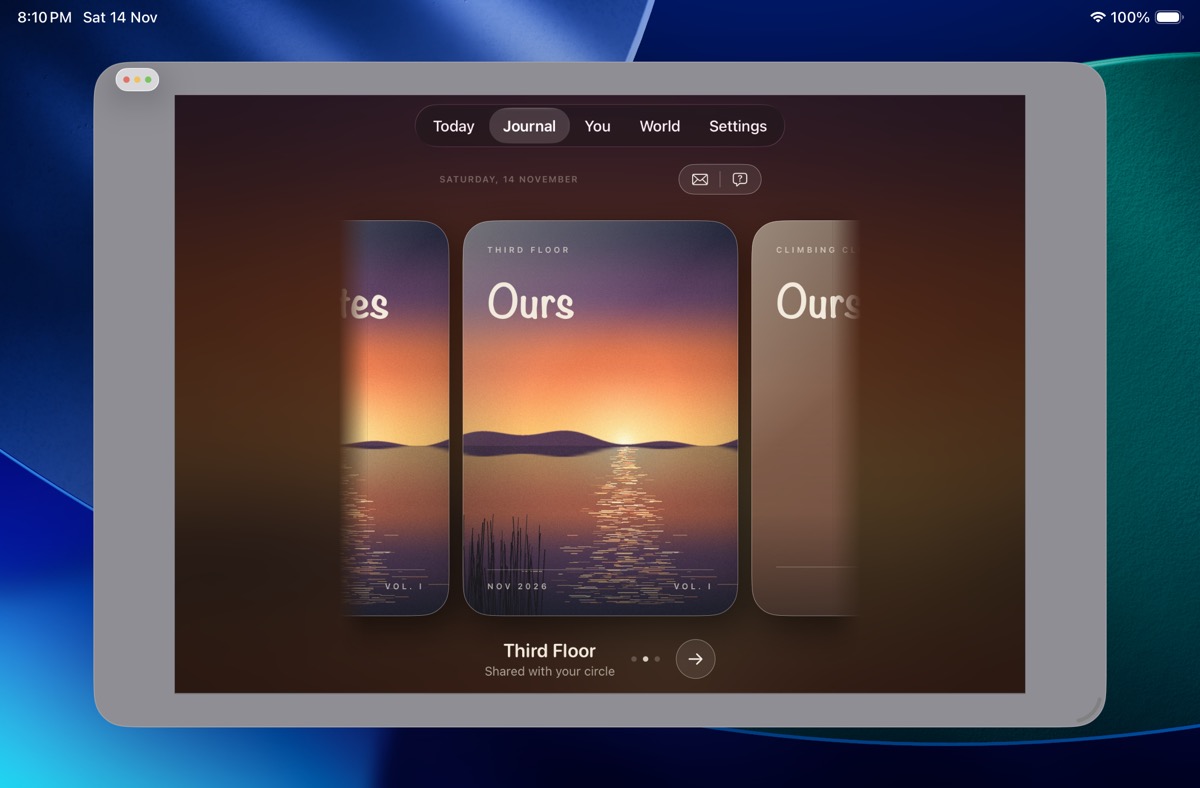 8:10 PM Sat 14 Nov
100%
Today Journal You World Settings
SATURDAY, 14 NOVEMBER
THIRD FLOOR
Ours
NOV 2026 VOL. I
VOL. I
CLIMBING
Ours
Third Floor
Shared with your circle